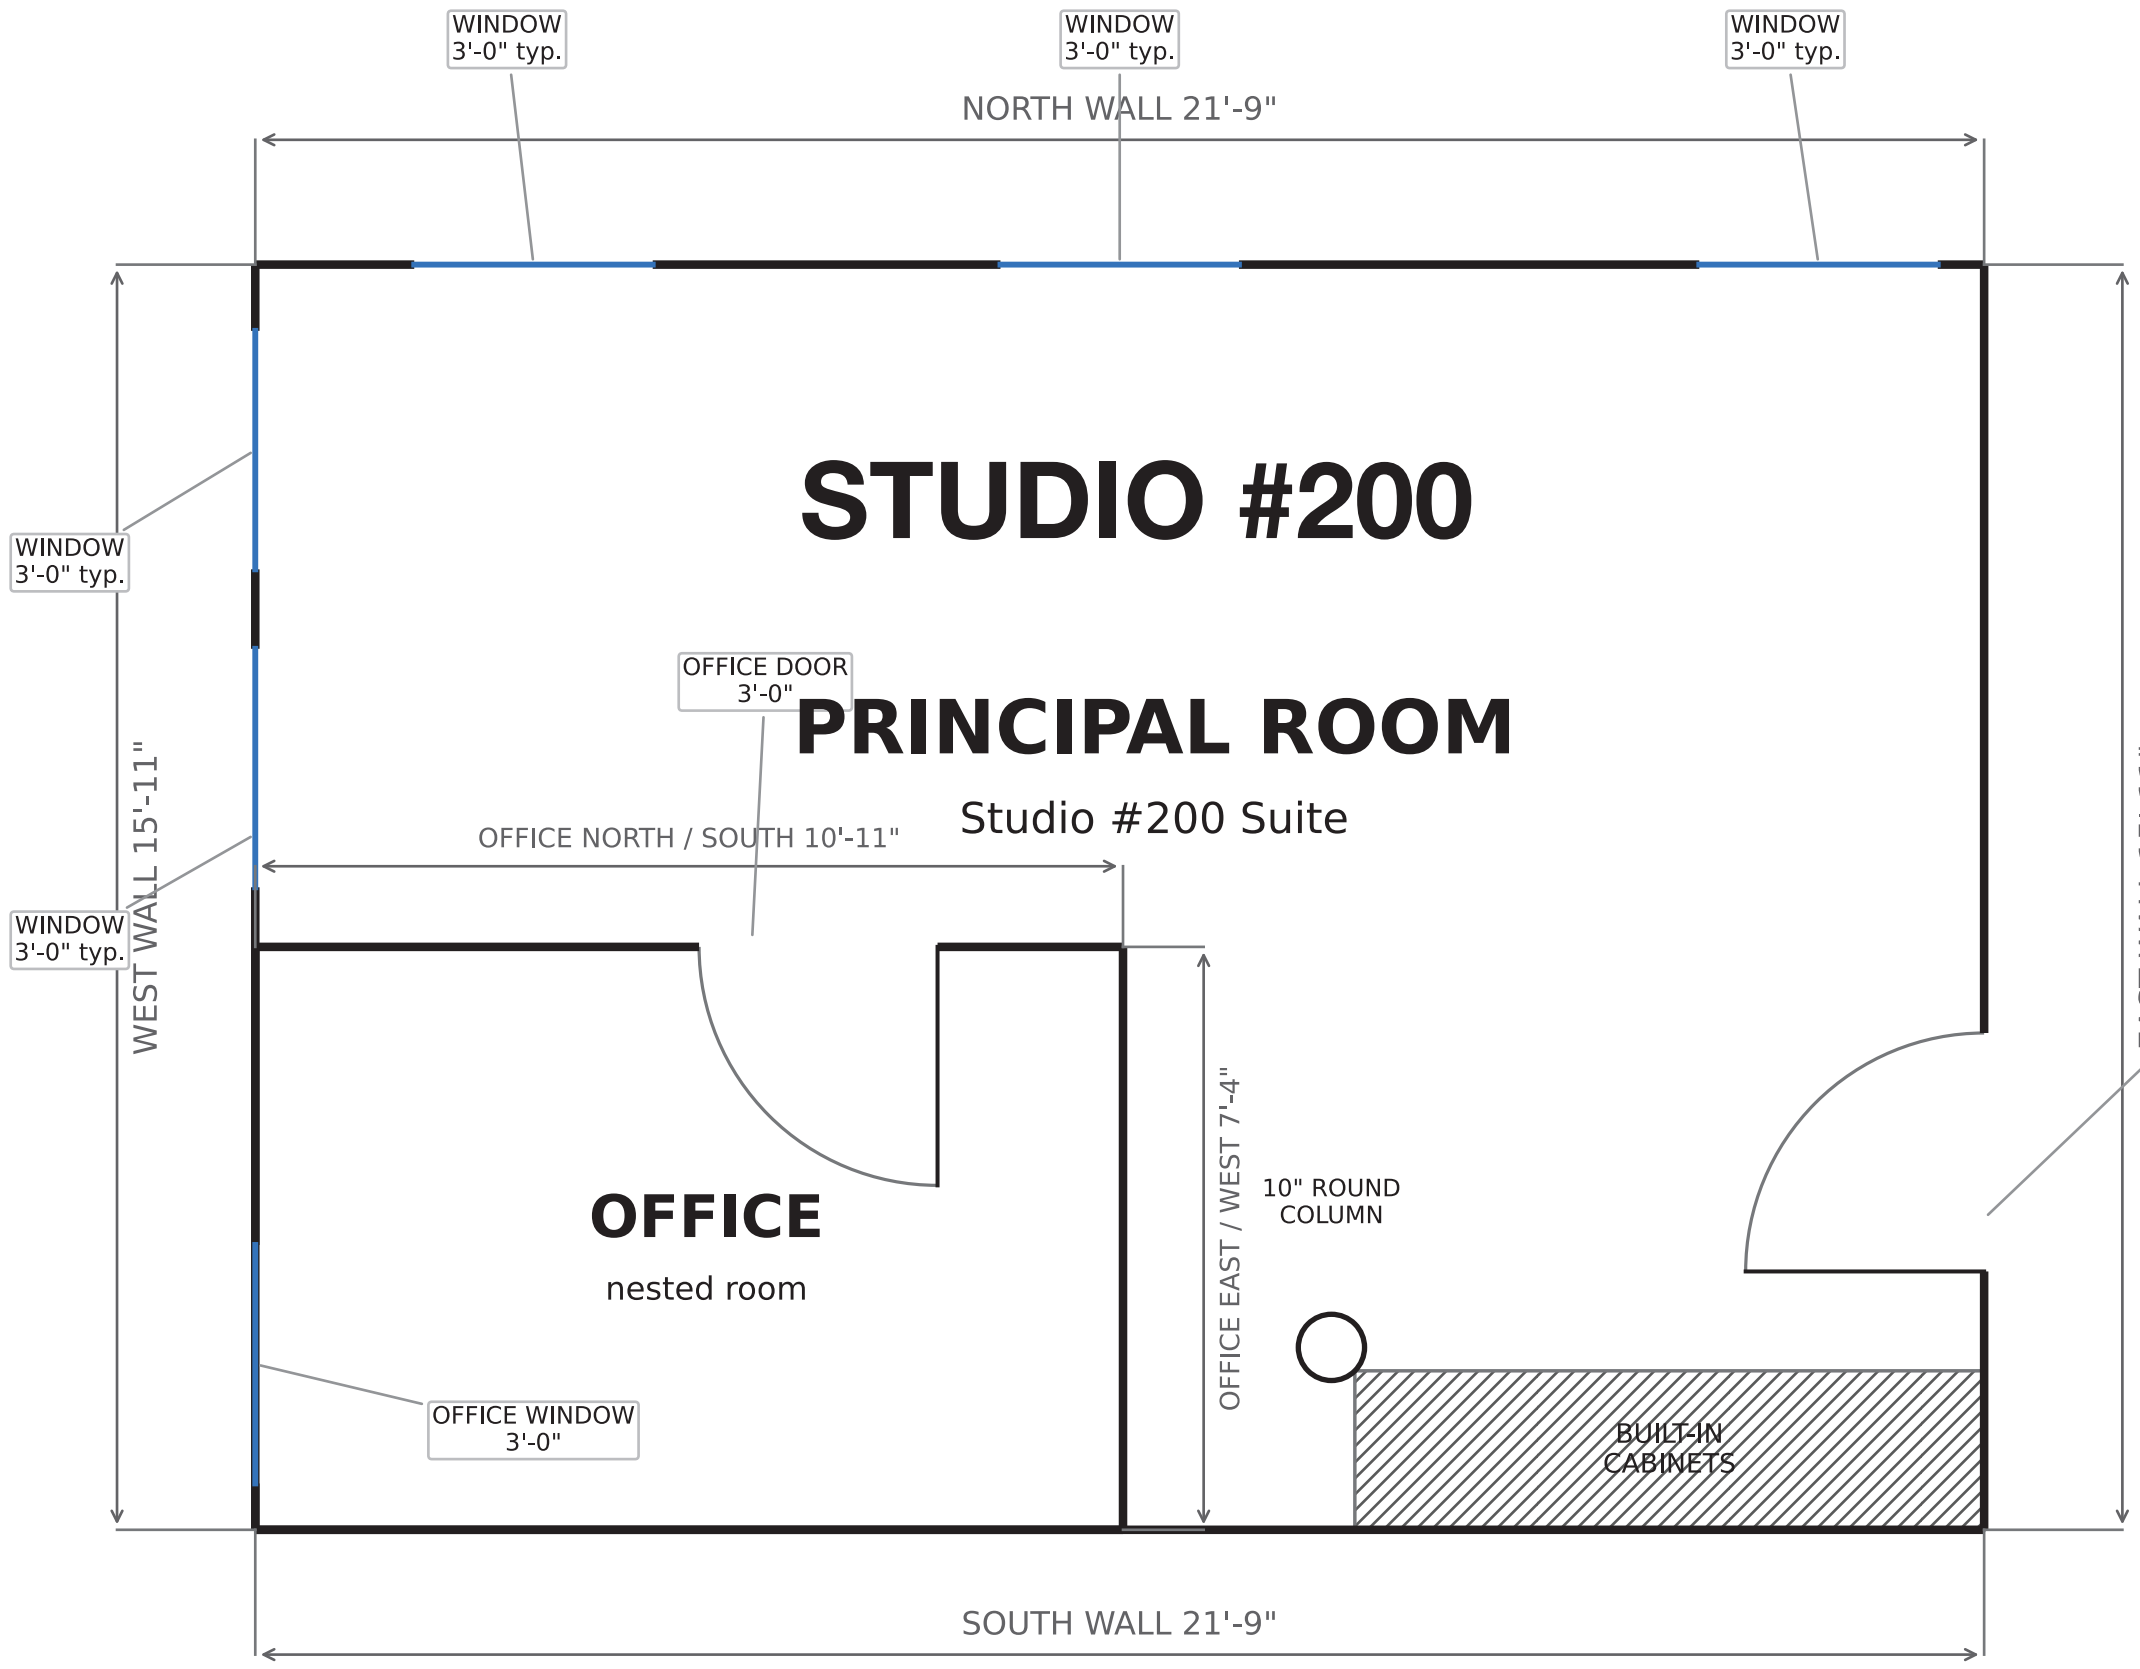 WINDOW
3'-0" typ.
WINDOW
3'-0" typ.
WINDOW
3'-0" typ.
NORTH WALL 21'-9"
STUDIO #200
WINDOW
3'-0" typ.
OFFICE DOOR
3'-0"
PRINCIPAL ROOM
Studio #200 Suite
OFFICE NORTH / SOUTH 10'-11"
WEST WALL 15'-11"
WINDOW
3'-0" typ.
OFFICE EAST / WEST 7'-4"
10" ROUND
COLUMN
OFFICE
nested room
OFFICE WINDOW
3'-0"
BUILT-IN
CABINETS
SOUTH WALL 21'-9"